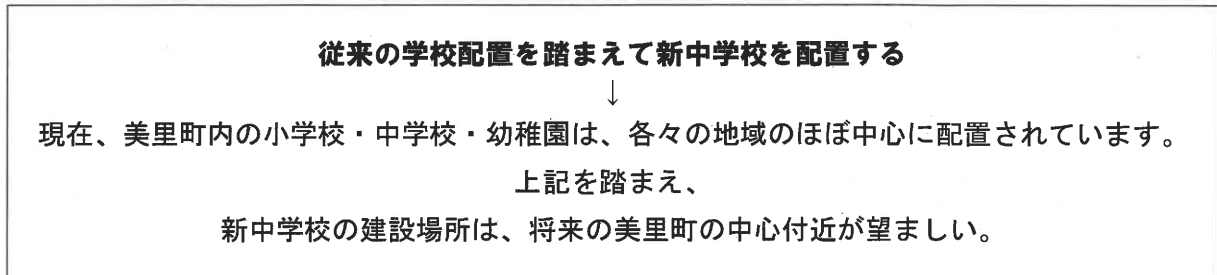 従来の学校配置を踏まえて新中学校を配置する
↓
現在、美里町内の小学校・中学校・幼稚園は、各々の地域のほぼ中心に配置されています。
上記を踏まえ、
新中学校の建設場所は、将来の美里町の中心付近が望ましい。